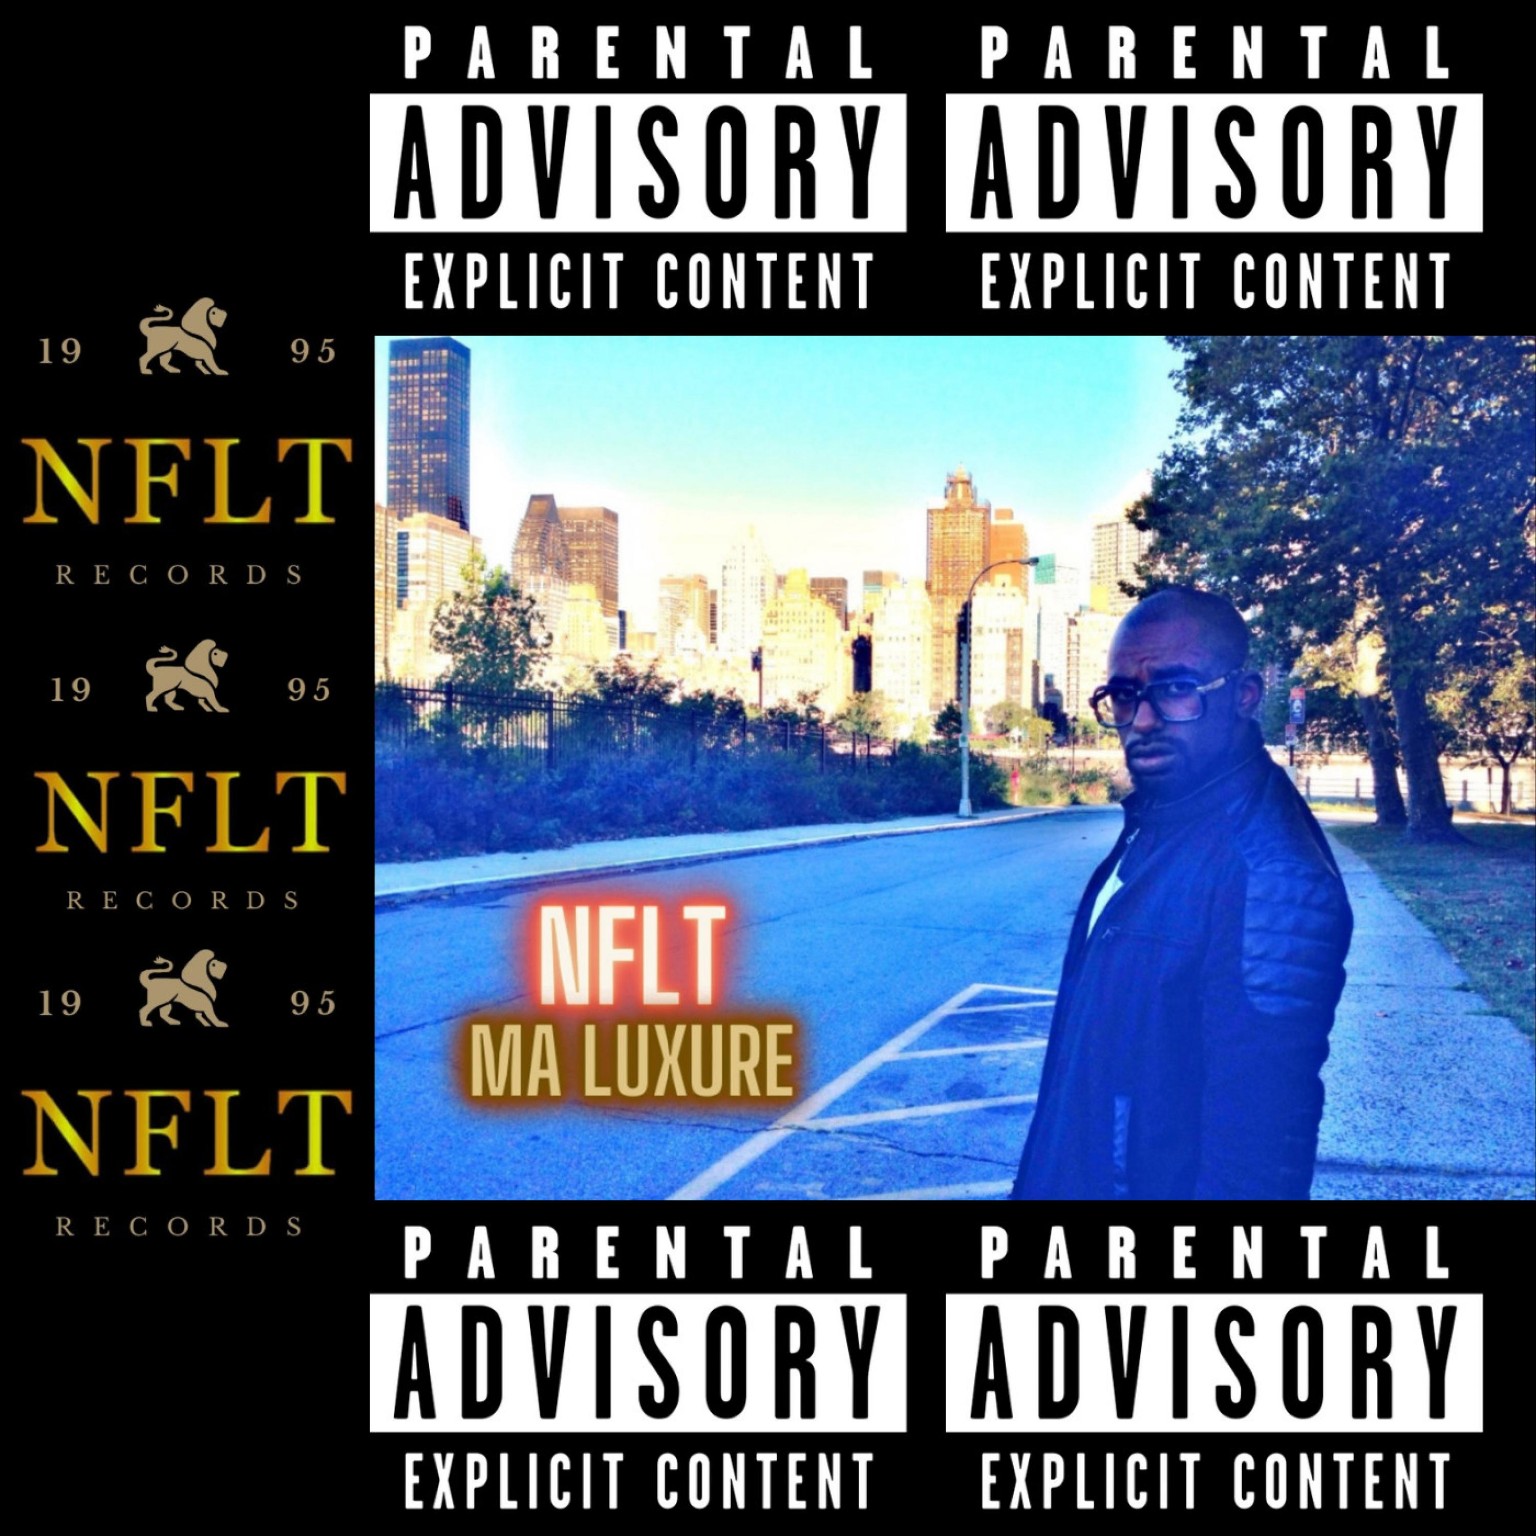 PARENTAL
ADVISORY
EXPLICIT CONTENT
PARENTAL
ADVISORY
EXPLICIT CONTENT
19 95
NFLT
RECORDS
19 95
NFLT
RECORDS
19 95
NFLT
RECORDS
NFLT
MA LUXURE
PARENTAL
ADVISORY
EXPLICIT CONTENT
PARENTAL
ADVISORY
EXPLICIT CONTENT